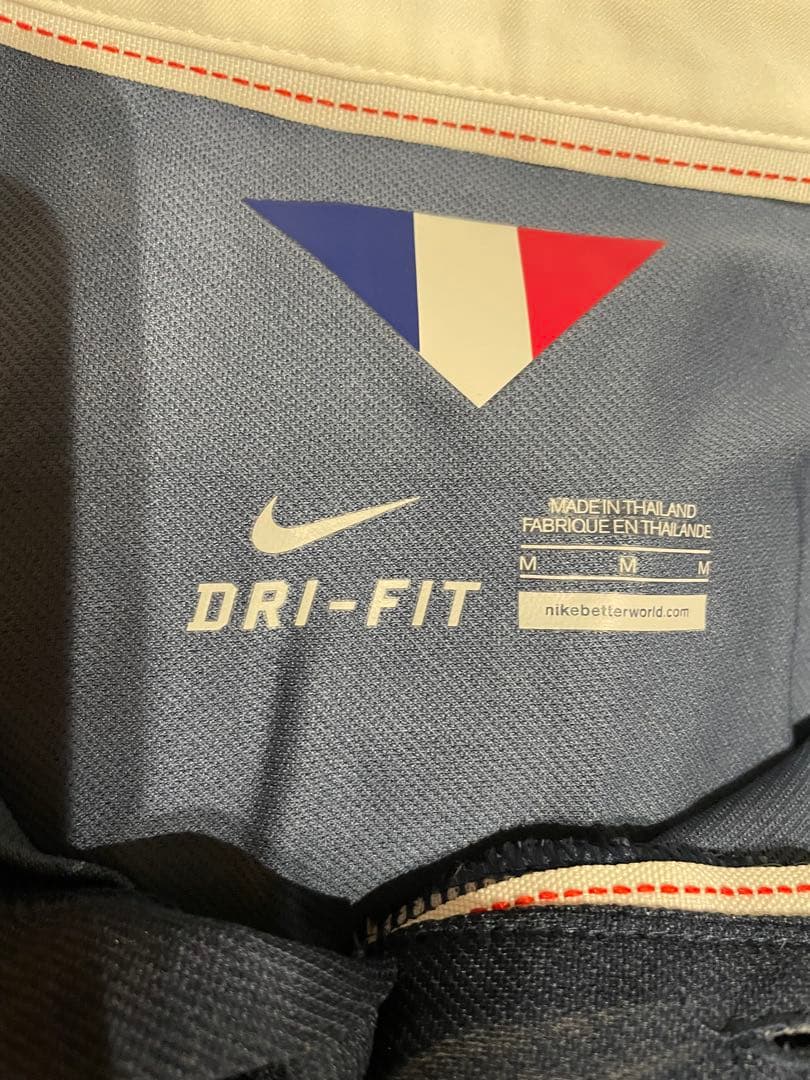 DRI-FIT
MADE IN THAILAND
FABRIQUE EN THAILANDE
M M M
nikebetterworld.com